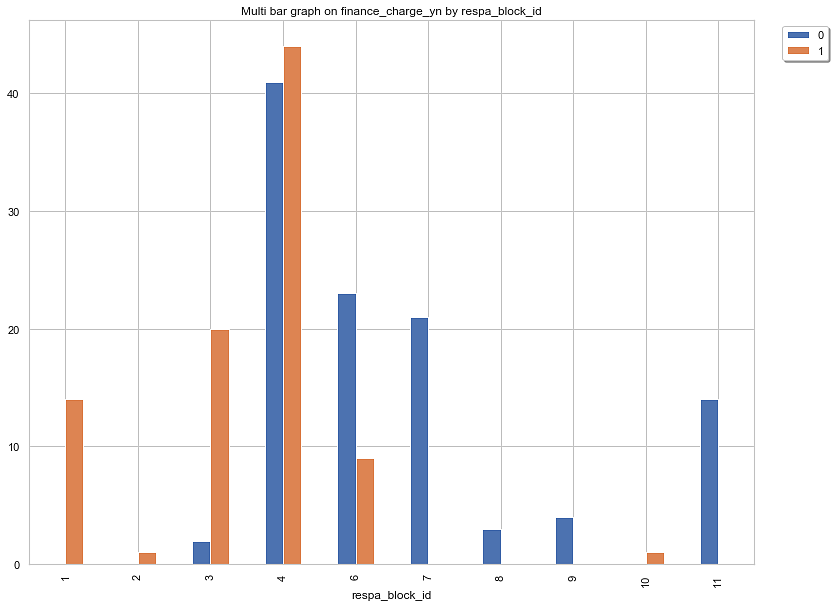 Multi bar graph on finance_charge_yn by respa_block_id
0
1
40
30
20
10
0
1 2 3 4 6 7 8 9 10 11
respa_block_id